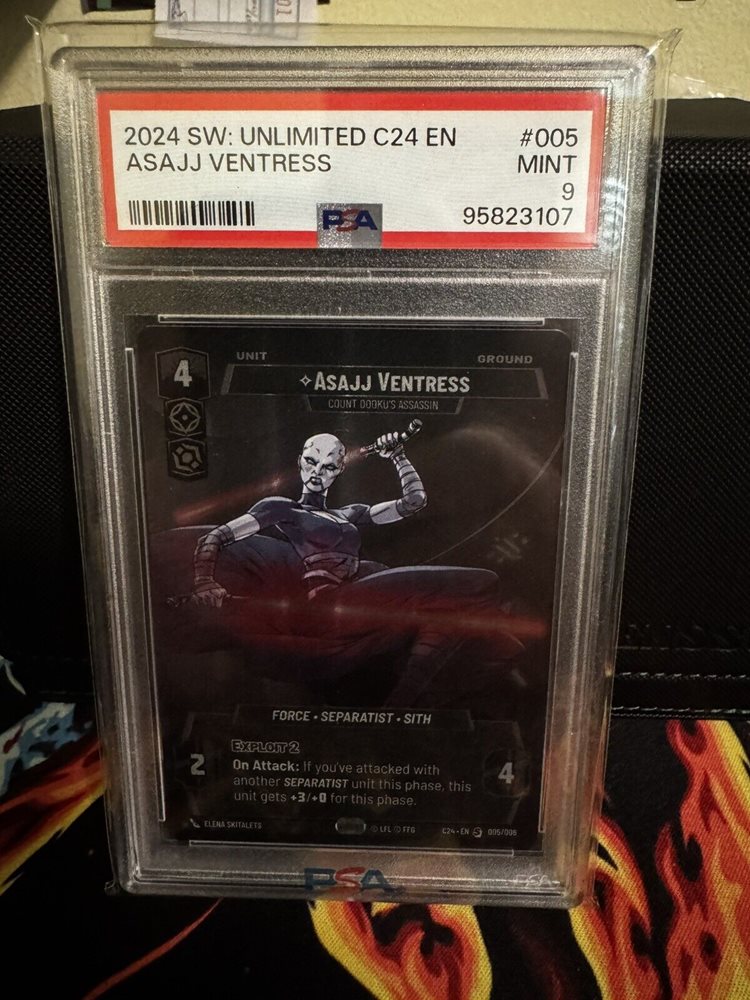 2024 SW: UNLIMITED C24 EN #005
ASAJJ VENTRESS MINT
9
PSA 95823107
UNIT GROUND
4
ASAJJ VENTRESS
COUNT DOOKU'S ASSASSIN
FORCE • SEPARATIST • SITH
EXPLOIT 2
On Attack: If you've attacked with
another SEPARATIST unit this phase, this
unit gets +3/+0 for this phase.
2 4
ELENA SKITALETS © LFL © FFG C24 • EN 005/006
PSA